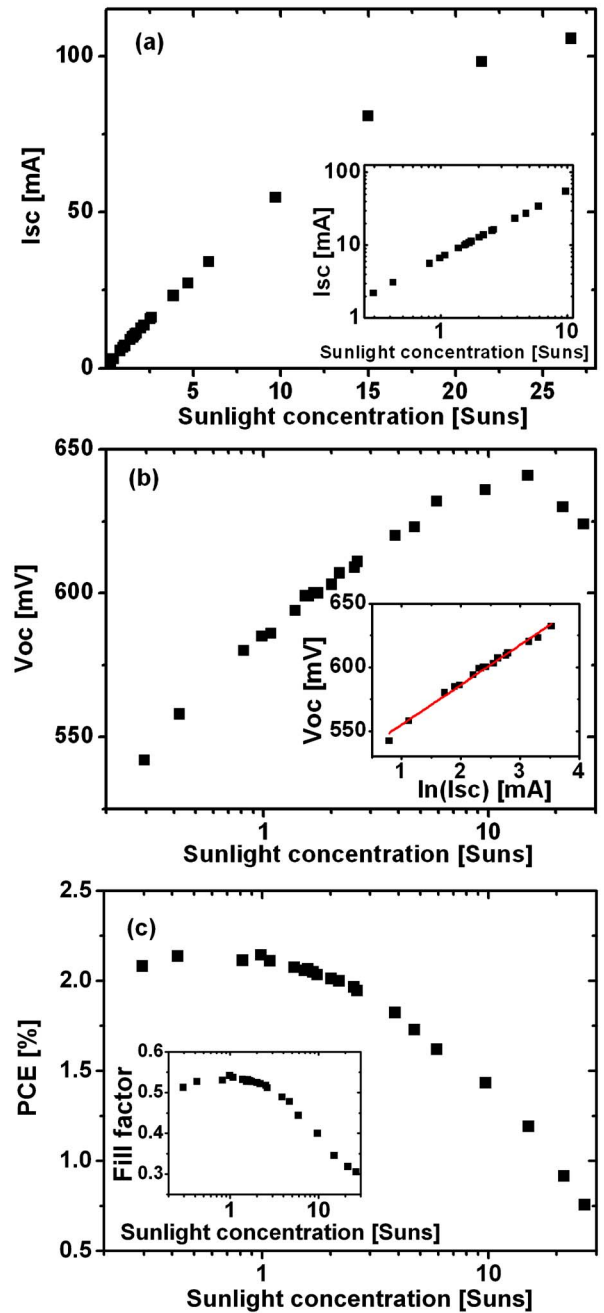 (a)
Isc [mA]
100
50
0
Isc [mA]
100
10
1
1
10
Sunlight concentration [Suns]
5
10
15
20
25
Sunlight concentration [Suns]
(b)
Voc [mV]
650
600
550
Voc [mV]
650
600
550
1
2
3
4
ln(Isc) [mA]
1
10
Sunlight concentration [Suns]
(c)
PCE [%]
2.5
2.0
1.5
1.0
0.5
Fill factor
0.6
0.5
0.4
0.3
1
10
Sunlight concentration [Suns]
1
10
Sunlight concentration [Suns]